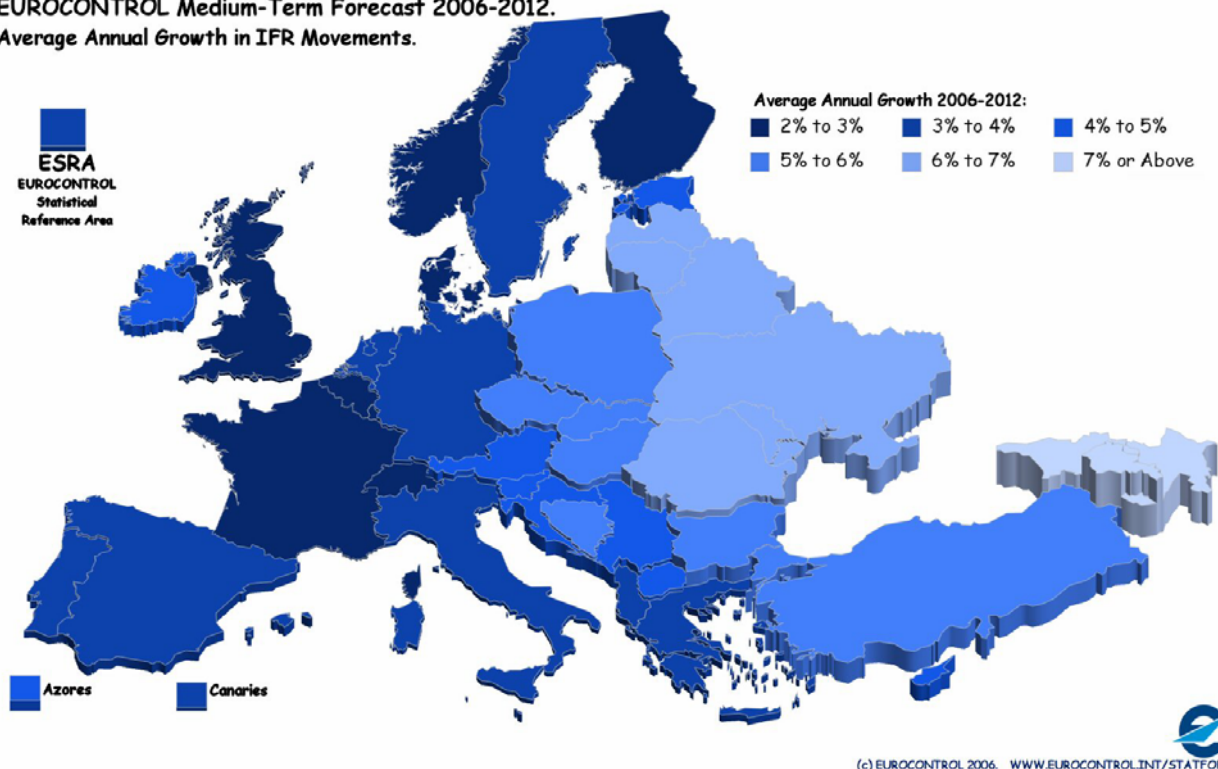 EUROCONTROL Medium-Term Forecast 2006-2012.
Average Annual Growth in IFR Movements.
ESRA
EUROCONTROL
Statistical
Reference Area
Average Annual Growth 2006-2012:
2% to 3%
3% to 4%
4% to 5%
5% to 6%
6% to 7%
7% or Above
Azores
Canaries
(c) EUROCONTROL 2006. WWW.EUROCONTROL.INT/STATFO